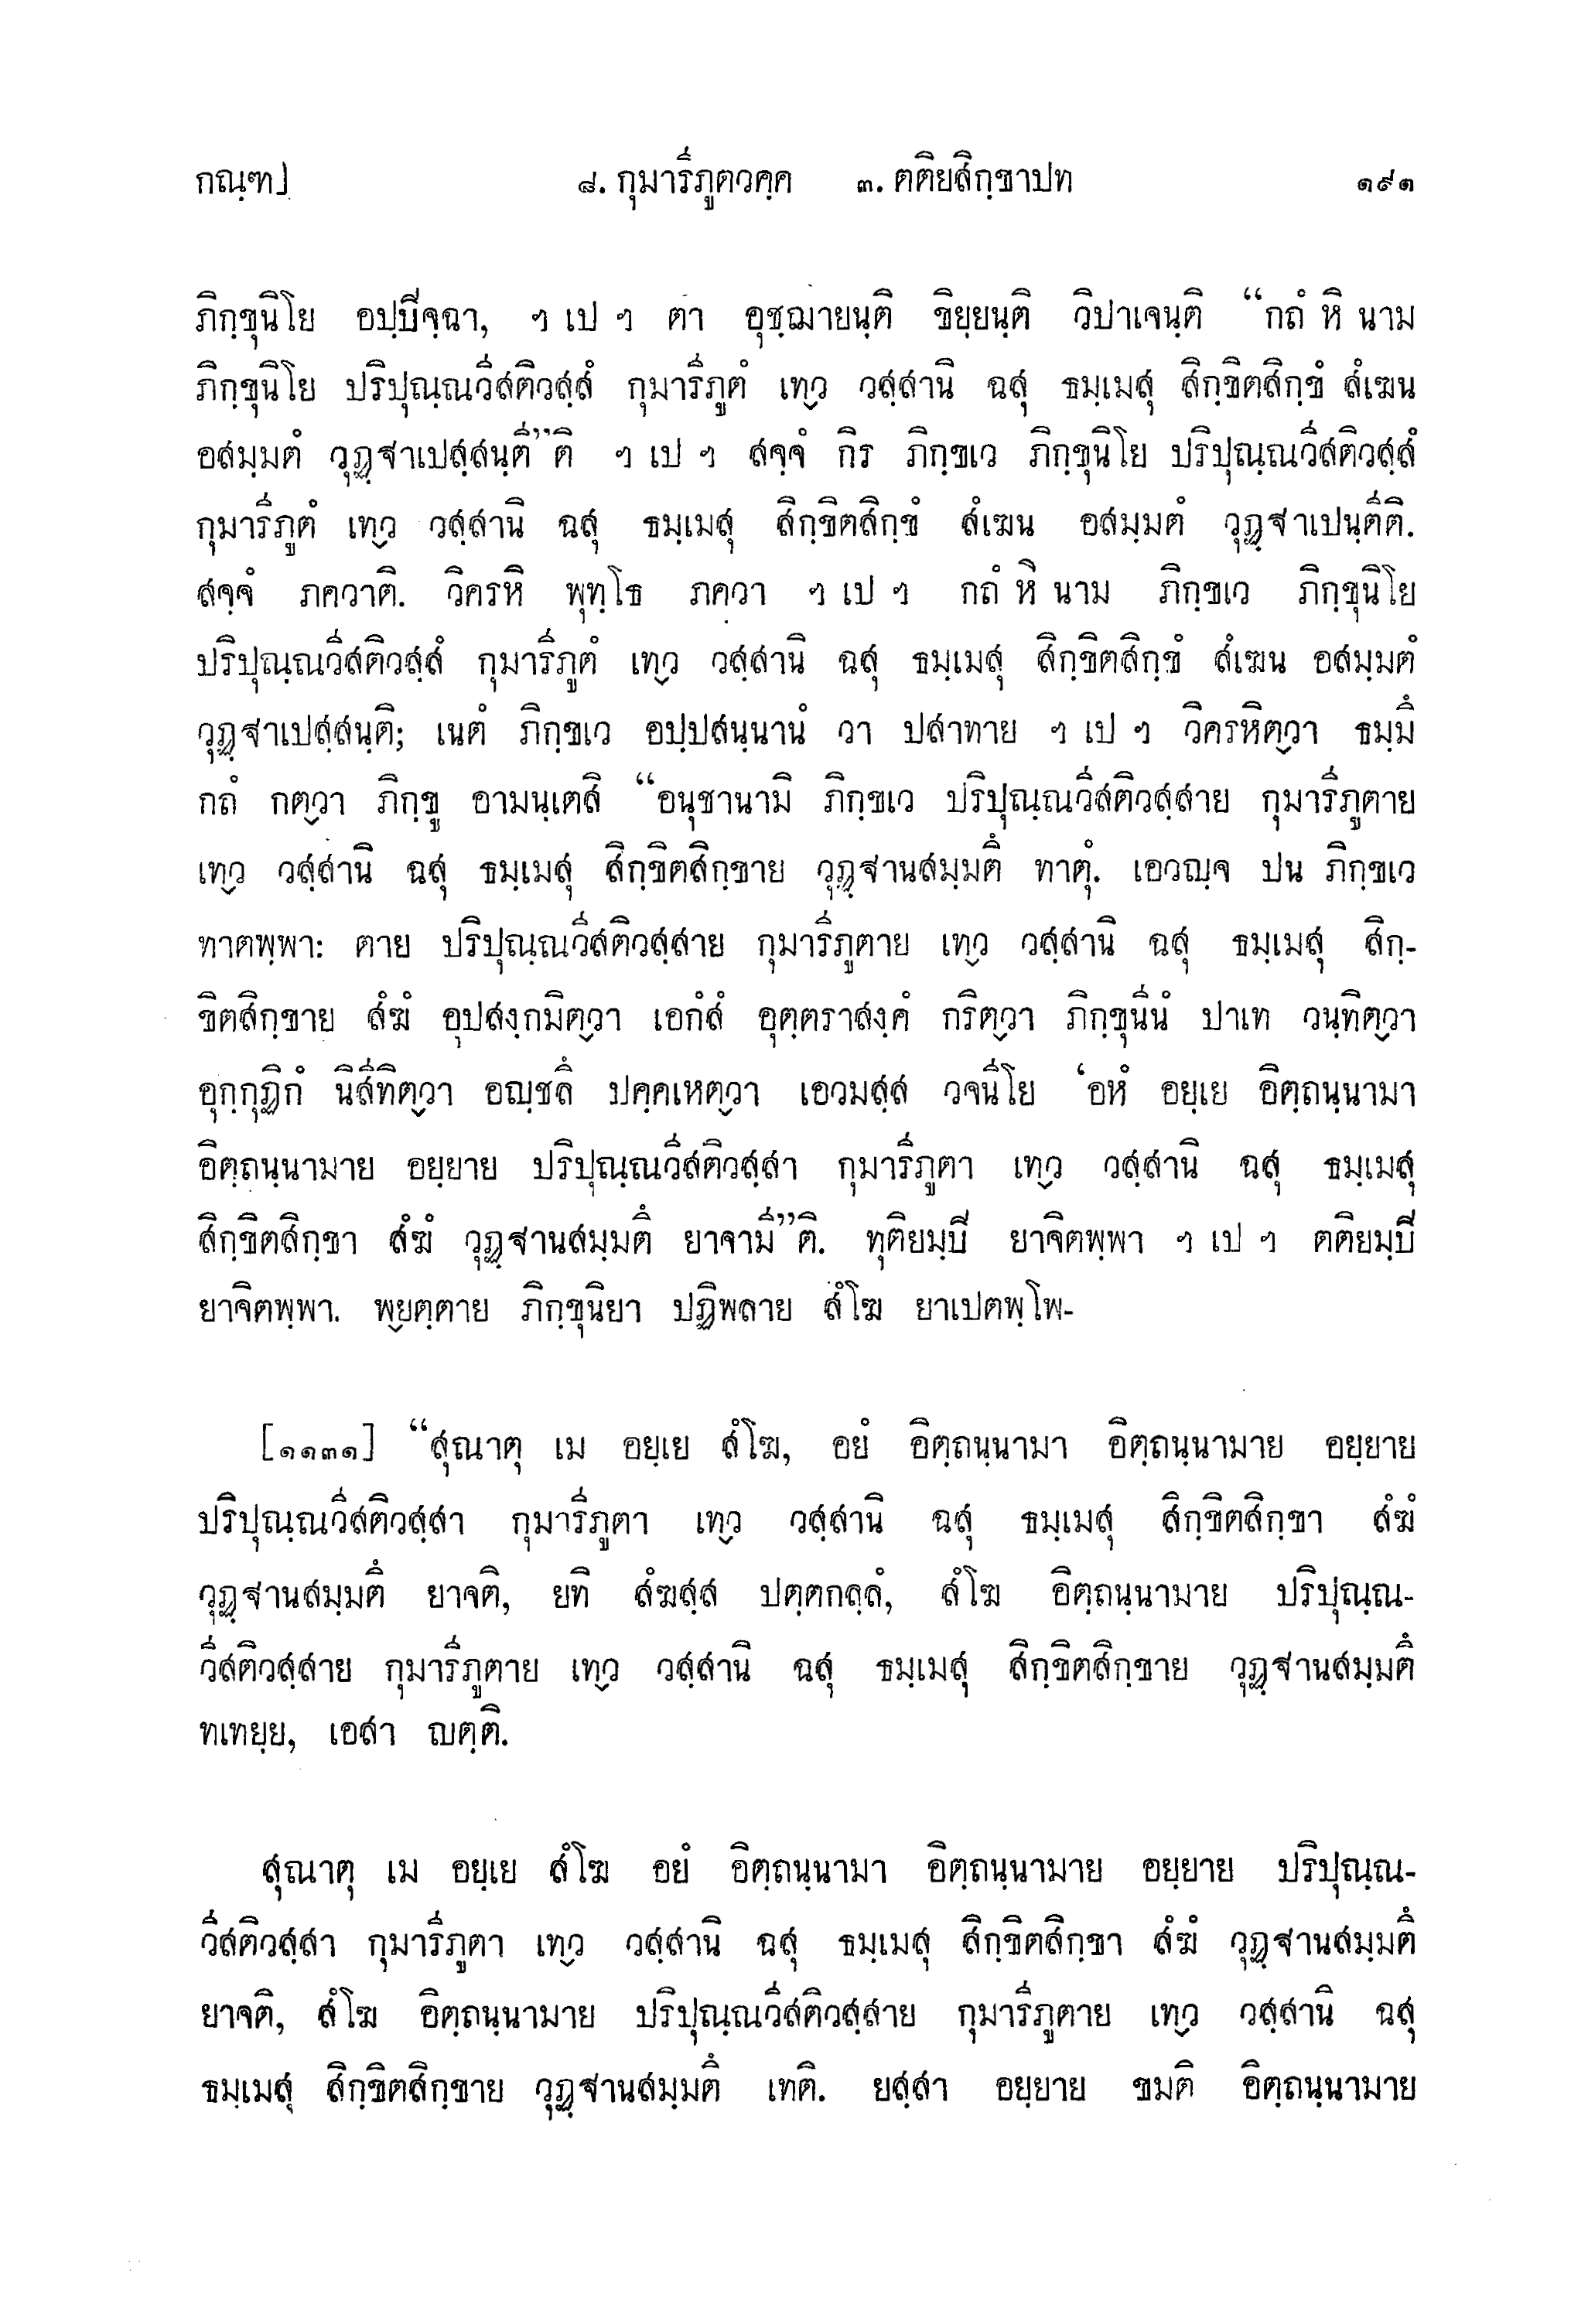 กณฺฑ] ๘. กุมารีภูตวคฺค ๓. ตติยสิกฺขาปท ๑๙๑
ภิกฺขุนิโย อปฺปิจฺฉา, ฯ เป ฯ ตา อุชฺฌายนฺติ ขิยฺยนฺติ วิปาเจนฺติ “กถํ หิ นาม
ภิกฺขุนิโย ปริปุณฺณวีสติวสฺสํ กุมารีภูตํ เทฺว วสฺสานิ ฉสุ ธมฺเมสุ สิกฺขิตสิกฺขํ สํเฆน
อสมฺมตํ วุฏฺฐาเปสฺสนฺตี”ติ ฯ เป ฯ สจฺจํ กิร ภิกฺขเว ภิกฺขุนิโย ปริปุณฺณวีสติวสฺสํ
กุมารีภูตํ เทฺว วสฺสานิ ฉสุ ธมฺเมสุ สิกฺขิตสิกฺขํ สํเฆน อสมฺมตํ วุฏฺฐาเปนฺตีติ.
สจฺจํ ภควาติ. วิครหิ พุทฺโธ ภควา ฯ เป ฯ กถํ หิ นาม ภิกฺขเว ภิกฺขุนิโย
ปริปุณฺณวีสติวสฺสํ กุมารีภูตํ เทฺว วสฺสานิ ฉสุ ธมฺเมสุ สิกฺขิตสิกฺขํ สํเฆน อสมฺมตํ
วุฏฺฐาเปสฺสนฺติ; เนตํ ภิกฺขเว อปฺปสนฺนานํ วา ปสาทาย ฯ เป ฯ วิครหิตฺวา ธมฺมึ
กถํ กตฺวา ภิกฺขู อามนฺเตสิ “อนุชานามิ ภิกฺขเว ปริปุณฺณวีสติวสฺสาย กุมารีภูตาย
เทฺว วสฺสานิ ฉสุ ธมฺเมสุ สิกฺขิตสิกฺขาย วุฏฺฐานสมฺมตึ ทาตุํ. เอวญฺจ ปน ภิกฺขเว
ทาตพฺพา: ตาย ปริปุณฺณวีสติวสฺสาย กุมารีภูตาย เทฺว วสฺสานิ ฉสุ ธมฺเมสุ สิกฺ-
ขิตสิกฺขาย สํฆํ อุปสงฺกมิตฺวา เอกํสํ อุตฺตราสงฺคํ กริตฺวา ภิกฺขุนีนํ ปาเท วนฺทิตฺวา
อุกฺกุฏิกํ นิสีทิตฺวา อญฺชลึ ปคฺคเหตฺวา เอวมสฺส วจนีโย ‘อหํ อยฺเย อิตฺถนฺนามา
อิตฺถนฺนามาย อยฺยาย ปริปุณฺณวีสติวสฺสา กุมารีภูตา เทฺว วสฺสานิ ฉสุ ธมฺเมสุ
สิกฺขิตสิกฺขา สํฆํ วุฏฺฐานสมฺมตึ ยาจามี”ติ. ทุติยมฺปี ยาจิตพฺพา ฯ เป ฯ ตติยมฺปี
ยาจิตพฺพา. พฺยตฺตาย ภิกฺขุนิยา ปฏิพลาย สํโฆ ยาเปตพฺโพ-
[๑๑๓๑] “สุณาตุ เม อยฺเย สํโฆ, อยํ อิตฺถนฺนามา อิตฺถนฺนามาย อยฺยาย
ปริปุณฺณวีสติวสฺสา กุมารีภูตา เทฺว วสฺสานิ ฉสุ ธมฺเมสุ สิกฺขิตสิกฺขา สํฆํ
วุฏฺฐานสมฺมตึ ยาจติ, ยทิ สํฆสฺส ปตฺตกลฺลํ, สํโฆ อิตฺถนฺนามาย ปริปุณฺณ-
วีสติวสฺสาย กุมารีภูตาย เทฺว วสฺสานิ ฉสุ ธมฺเมสุ สิกฺขิตสิกฺขาย วุฏฺฐานสมฺมตึ
ทเทยฺย, เอสา ญตฺติ.
สุณาตุ เม อยฺเย สํโฆ อยํ อิตฺถนฺนามา อิตฺถนฺนามาย อยฺยาย ปริปุณฺณ-
วีสติวสฺสา กุมารีภูตา เทฺว วสฺสานิ ฉสุ ธมฺเมสุ สิกฺขิตสิกฺขา สํฆํ วุฏฺฐานสมฺมตึ
ยาจติ, สํโฆ อิตฺถนฺนามาย ปริปุณฺณวีสติวสฺสาย กุมารีภูตาย เทฺว วสฺสานิ ฉสุ
ธมฺเมสุ สิกฺขิตสิกฺขาย วุฏฺฐานสมฺมตึ เทติ. ยสฺสา อยฺยาย ขมติ อิตฺถนฺนามาย